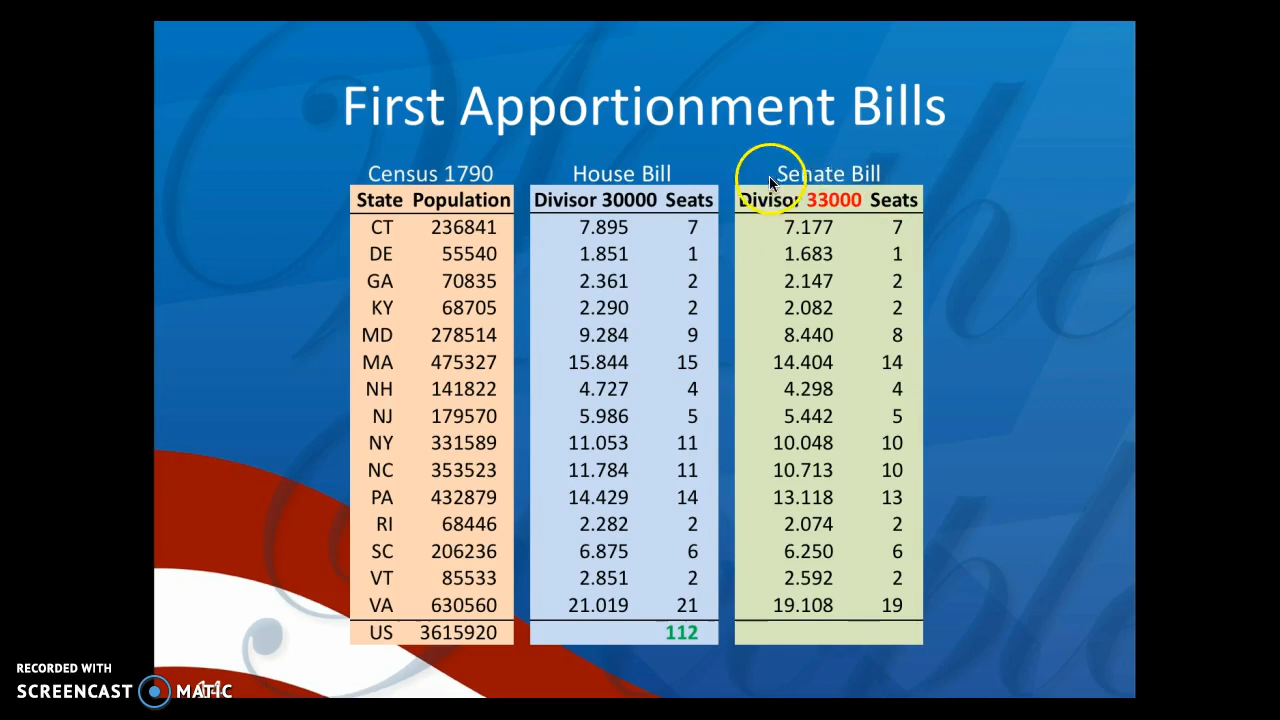 First Apportionment Bills
Census 1790 House Bill Senate Bill
State Population Divisor 30000 Seats Divisor 33000 Seats
CT 236841 7.895 7 7.177 7
DE 55540 1.851 1 1.683 1
GA 70835 2.361 2 2.147 2
KY 68705 2.290 2 2.082 2
MD 278514 9.284 9 8.440 8
MA 475327 15.844 15 14.404 14
NH 141822 4.727 4 4.298 4
NJ 179570 5.986 5 5.442 5
NY 331589 11.053 11 10.048 10
NC 353523 11.784 11 10.713 10
PA 432879 14.429 14 13.118 13
RI 68446 2.282 2 2.074 2
SC 206236 6.875 6 6.250 6
VT 85533 2.851 2 2.592 2
VA 630560 21.019 21 19.108 19
US 3615920 112
RECORDED WITH
SCREENCAST MATIC